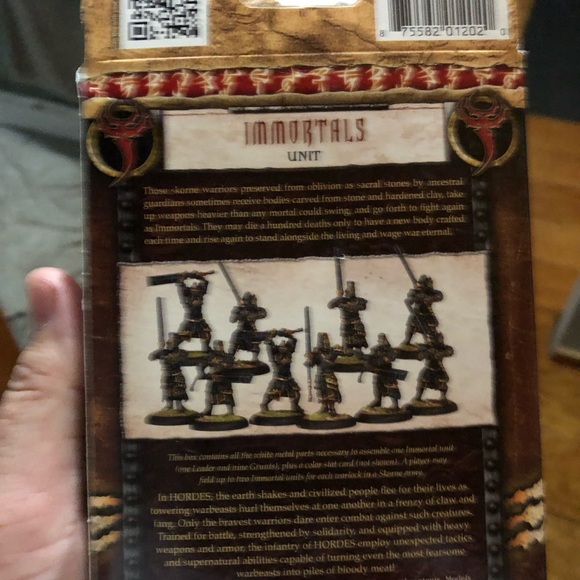 8 75582 01202 0
IMMORTALS
UNIT
Those skorne warriors preserved from oblivion as sacral stones by ancestral
guardians sometimes receive bodies carved from stone and hardened clay, take
up weapons heavier than any mortal could swing, and go forth to fight again
as Immortals. They may die a hundred deaths only to have a new body crafted
each time and rise again to stand alongside the living and wage war eternal.
This box contains all the white metal parts necessary to assemble one Immortal unit
(one Leader and nine Grunts), plus a color stat card (not shown). A player may
field up to two Immortal units for each warlock in a Skorne army.
In HORDES, the earth shakes and civilized people flee for their lives as
towering warbeasts hurl themselves at one another in a frenzy of claw and
fang. Only the bravest warriors dare enter combat against such creatures.
Trained for battle, strengthened by solidarity, and equipped with heavy
weapons and armor, the infantry of HORDES employ unexpected tactics
and supernatural abilities capable of turning even the most fearsome
warbeasts into piles of bloody meat!
Models